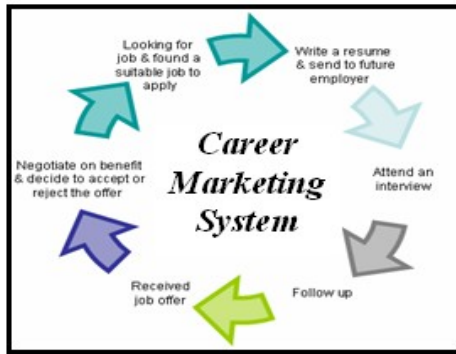 Looking for
job & found a
suitable job to
apply
Write a resume
& send to future
employer
Attend an
interview
Follow up
Received
job offer
Negotiate on benefit
& decide to accept or
reject the offer
Career
Marketing
System